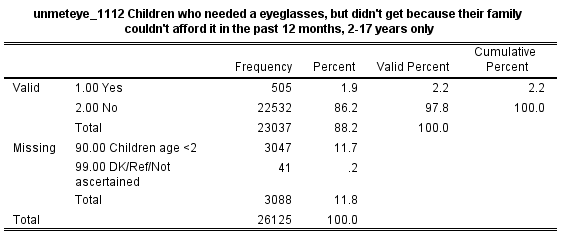 unmeteye_1112 Children who needed a eyeglasses, but didn't get because their family
couldn't afford it in the past 12 months, 2-17 years only
Cumulative
Frequency Percent Valid Percent Percent
Valid 1.00 Yes 505 1.9 2.2 2.2
2.00 No 22532 86.2 97.8 100.0
Total 23037 88.2 100.0
Missing 90.00 Children age <2 3047 11.7
99.00 DK/Ref/Not 41 .2
ascertained
Total 3088 11.8
Total 26125 100.0